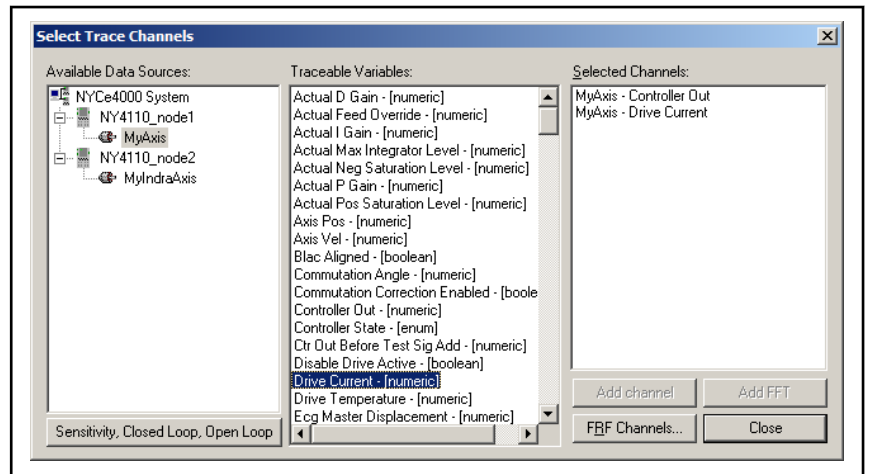 Select Trace Channels
Available Data Sources:
NYCe4000 System
NY4110_node1
MyAxis
NY4110_node2
MyIndraAxis
Sensitivity, Closed Loop, Open Loop
Traceable Variables:
Actual D Gain - [numeric]
Actual Feed Override - [numeric]
Actual I Gain - [numeric]
Actual Max Integrator Level - [numeric]
Actual Neg Saturation Level - [numeric]
Actual P Gain - [numeric]
Actual Pos Saturation Level - [numeric]
Axis Pos - [numeric]
Axis Vel - [numeric]
Blac Aligned - [boolean]
Commutation Angle - [numeric]
Commutation Correction Enabled - [boole
Controller Out - [numeric]
Controller State - [enum]
Ctr Out Before Test Sig Add - [numeric]
Disable Drive Active - [boolean]
Drive Current - [numeric]
Drive Temperature - [numeric]
Ecg Master Displacement - [numeric]
Selected Channels:
MyAxis - Controller Out
MyAxis - Drive Current
Add channel
Add FFT
FRF Channels...
Close